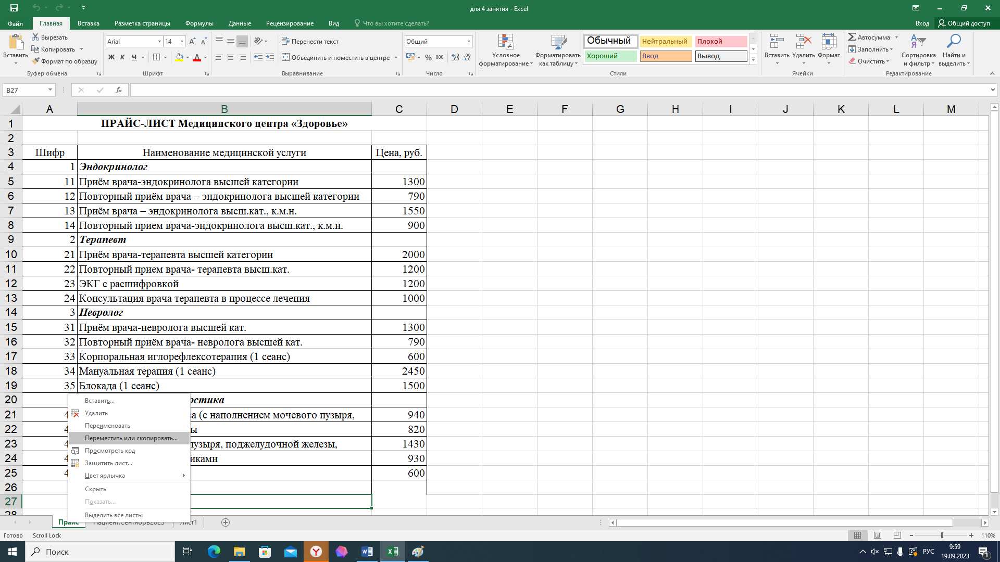 для 4 занятия - Excel
Файл Главная Вставка Разметка страницы Формулы Данные Рецензирование Вид Что вы хотите сделать? Вход Общий доступ
Вставить
Вырезать
Копировать
Формат по образцу
Буфер обмена
Arial 14
Ж К Ч А
Шрифт
Перенести текст
Объединить и поместить в центре
Выравнивание
Общий
% 000
Число
Условное форматирование
Форматировать как таблицу
Обычный Нейтральный Плохой
Хороший Ввод Вывод
Стили
Вставить Удалить Формат
Ячейки
Автосумма
Заполнить
Очистить
Сортировка и фильтр
Найти и выделить
Редактирование
B27 fx
A B C D E F G H I J K L M
1 ПРАЙС-ЛИСТ Медицинского центра «Здоровье»
2
3 Шифр Наименование медицинской услуги Цена, руб.
4 1 Эндокринолог
5 11 Приём врача-эндокринолога высшей категории 1300
6 12 Повторный приём врача – эндокринолога высшей категории 790
7 13 Приём врача – эндокринолога высш.кат., к.м.н. 1550
8 14 Повторный прием врача-эндокринолога высш.кат., к.м.н. 900
9 2 Терапевт
10 21 Приём врача-терапевта высшей категории 2000
11 22 Повторный прием врача- терапевта высш.кат. 1200
12 23 ЭКГ с расшифровкой 1200
13 24 Консультация врача терапевта в процессе лечения 1000
14 3 Невролог
15 31 Приём врача-невролога высшей кат. 1300
16 32 Повторный приём врача- невролога высшей кат. 790
17 33 Корпоральная иглорефлексотерапия (1 сеанс) 600
18 34 Мануальная терапия (1 сеанс) 2450
19 35 Блокада (1 сеанс) 1500
20 остика
21 4 ва (с наполнением мочевого пузыря, 940
22 4 ы 820
23 4 пузыря, поджелудочной железы, 1430
24 4 иками 930
25 4 600
26
27
28
Вставить...
Удалить
Переименовать
Переместить или скопировать...
Просмотреть код
Защитить лист...
Цвет ярлычка
Скрыть
Показать...
Выделить все листы
Прайс Пациент.Сентябрь2023 Лист1
Готово Scroll Lock 110%
Поиск
РУС
9:59
19.09.2023
1